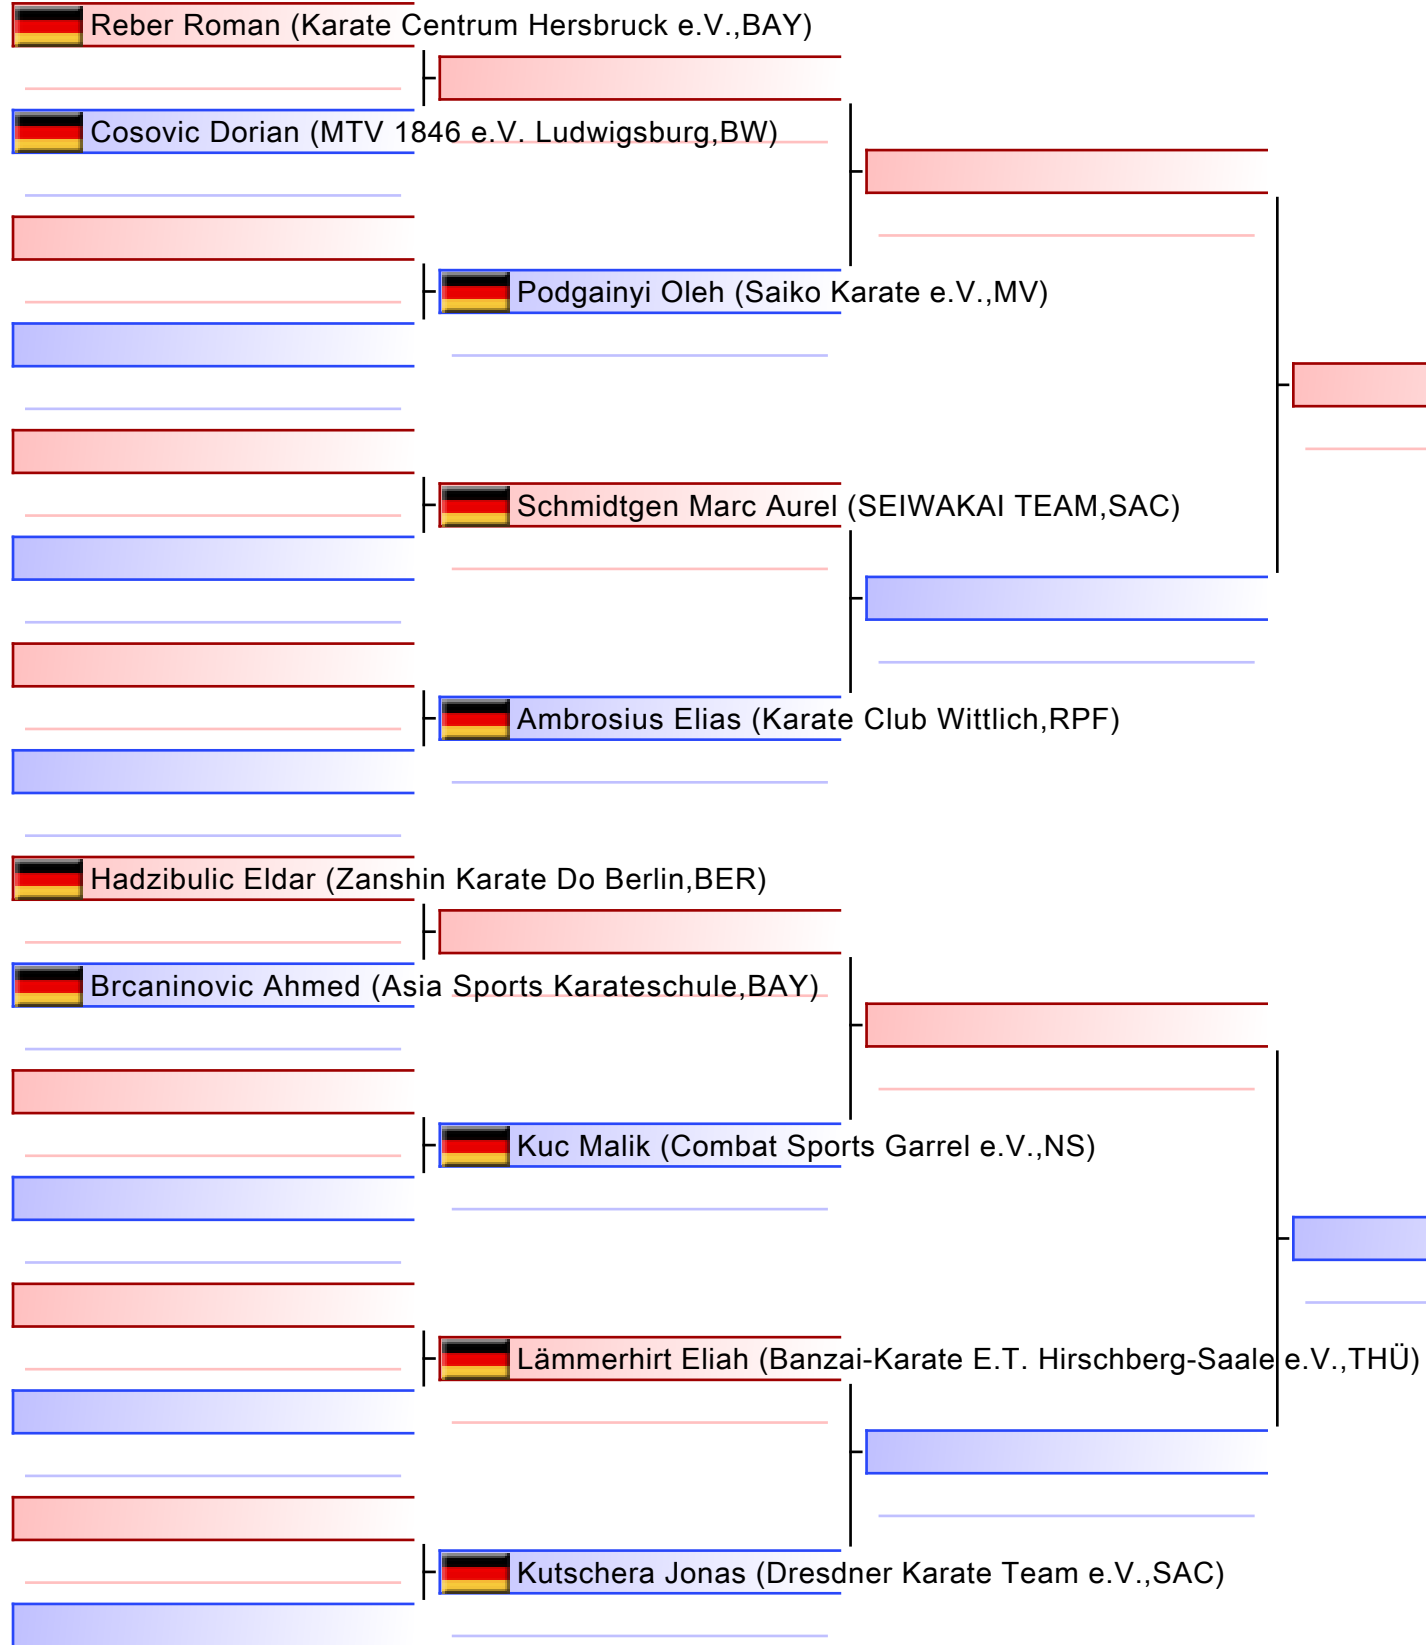 Reber Roman (Karate Centrum Hersbruck e.V.,BAY)
Cosovic Dorian (MTV 1846 e.V. Ludwigsburg,BW)
Podgainyi Oleh (Saiko Karate e.V.,MV)
Schmidtgen Marc Aurel (SEIWAKAI TEAM,SAC)
Ambrosius Elias (Karate Club Wittlich,RPF)
Hadzibulic Eldar (Zanshin Karate Do Berlin,BER)
Brcaninovic Ahmed (Asia Sports Karateschule,BAY)
Kuc Malik (Combat Sports Garrel e.V.,NS)
Lämmerhirt Eliah (Banzai-Karate E.T. Hirschberg-Saale e.V.,THÜ)
Kutschera Jonas (Dresdner Karate Team e.V.,SAC)